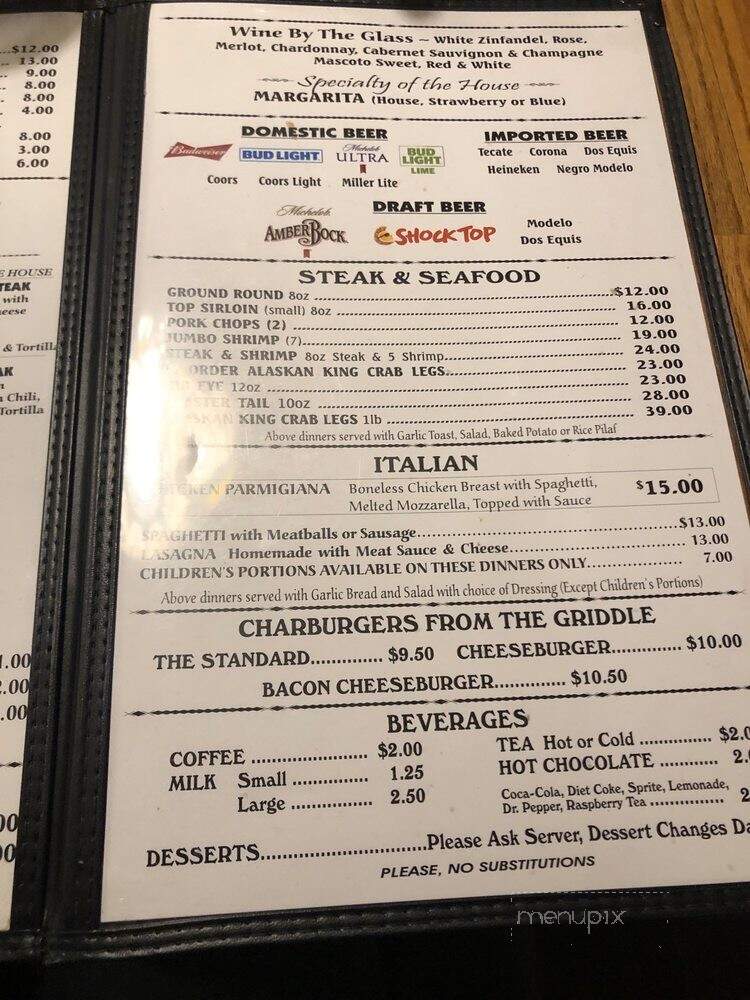 ...$12.00
.. 13.00
9.00
.. 8.00
.. 8.00
.. 4.00
8.00
3.00
6.00
HOUSE
with
& Tortilla
Chili,
Tortilla
Wine By The Glass ~ White Zinfandel, Rose,
Merlot, Chardonnay, Cabernet Sauvignon & Champagne
Mascoto Sweet, Red & White
Specialty of the House
MARGARITA (House, Strawberry or Blue)
DOMESTIC BEER
Budweiser BUD LIGHT Michelob ULTRA BUD LIGHT LIME
Coors Coors Light Miller Lite
IMPORTED BEER
Tecate Corona Dos Equis
Heineken Negro Modelo
DRAFT BEER
Michelob AMBERBOCK SHOCK TOP Modelo
Dos Equis
STEAK & SEAFOOD
GROUND ROUND 8oz ...$12.00
TOP SIRLOIN (small) 8oz ... 16.00
PORK CHOPS (2) ... 12.00
JUMBO SHRIMP (7)... 19.00
STEAK & SHRIMP 8oz Steak & 5 Shrimp... 24.00
ORDER ALASKAN KING CRAB LEGS... 23.00
EYE 12oz ... 23.00
TAIL 10oz ... 28.00
KING CRAB LEGS 1lb ... 39.00
Above dinners served with Garlic Toast, Salad, Baked Potato or Rice Pilaf
ITALIAN
CHICKEN PARMIGIANA Boneless Chicken Breast with Spaghetti, $15.00
Melted Mozzarella, Topped with Sauce
SPAGHETTI with Meatballs or Sausage...$13.00
LASAGNA Homemade with Meat Sauce & Cheese... 13.00
CHILDREN'S PORTIONS AVAILABLE ON THESE DINNERS ONLY... 7.00
Above dinners served with Garlic Bread and Salad with choice of Dressing (Except Children's Portions)
CHARBURGERS FROM THE GRIDDLE
THE STANDARD... $9.50 CHEESEBURGER... $10.00
BACON CHEESEBURGER... $10.50
BEVERAGES
COFFEE ... $2.00
MILK Small ... 1.25
Large ... 2.50
TEA Hot or Cold ... $2.0
HOT CHOCOLATE ... 2.
Coca-Cola, Diet Coke, Sprite, Lemonade,
Dr. Pepper, Raspberry Tea ... 2
DESSERTS...Please Ask Server, Dessert Changes Da
PLEASE, NO SUBSTITUTIONS
menupix